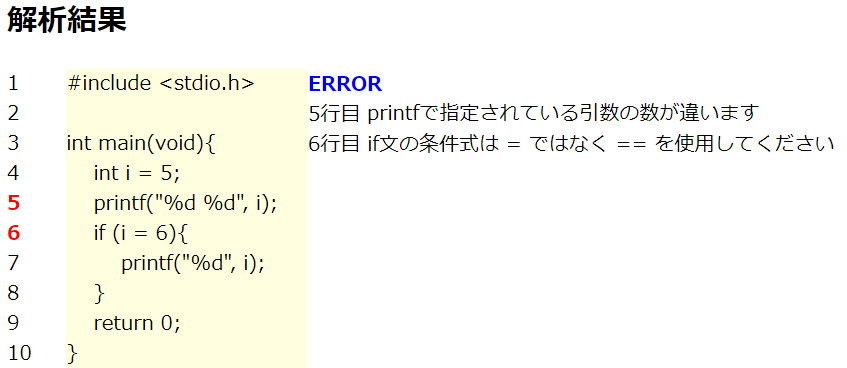 解析結果
1 #include <stdio.h> ERROR
2 5行目 printfで指定されている引数の数が違います
3 int main(void){ 6行目 if文の条件式は = ではなく == を使用してください
4 int i = 5;
5 printf("%d %d", i);
6 if (i = 6){
7 printf("%d", i);
8 }
9 return 0;
10 }